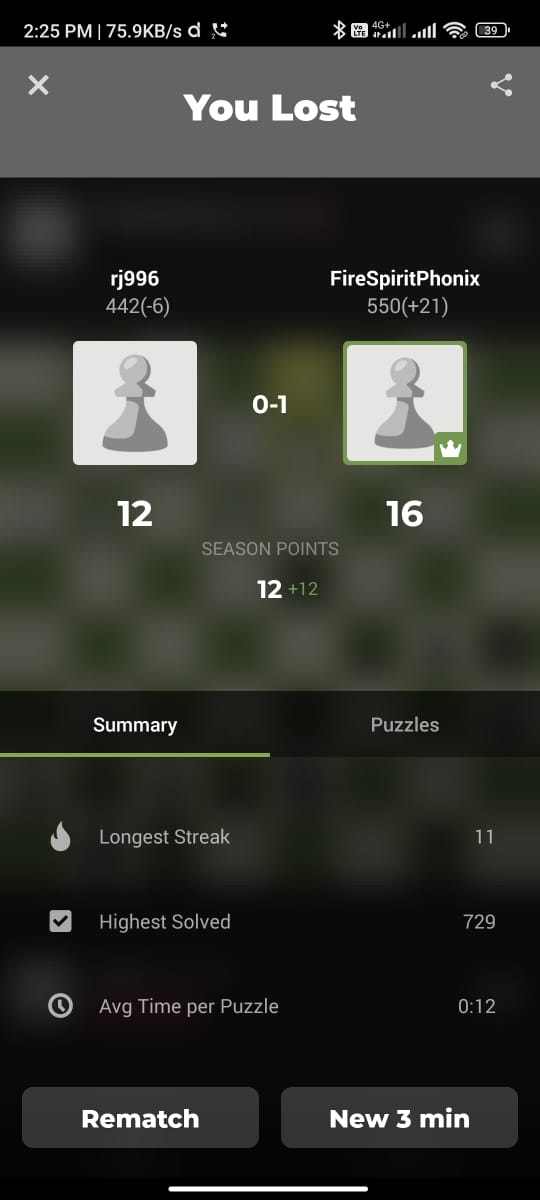 2:25 PM | 75.9KB/s d
Vo LTE 4G+ 39
You Lost
rj996
442(-6)
FireSpiritPhonix
550(+21)
0-1
12
16
SEASON POINTS
12 +12
Summary
Puzzles
Longest Streak 11
Highest Solved 729
Avg Time per Puzzle 0:12
Rematch
New 3 min